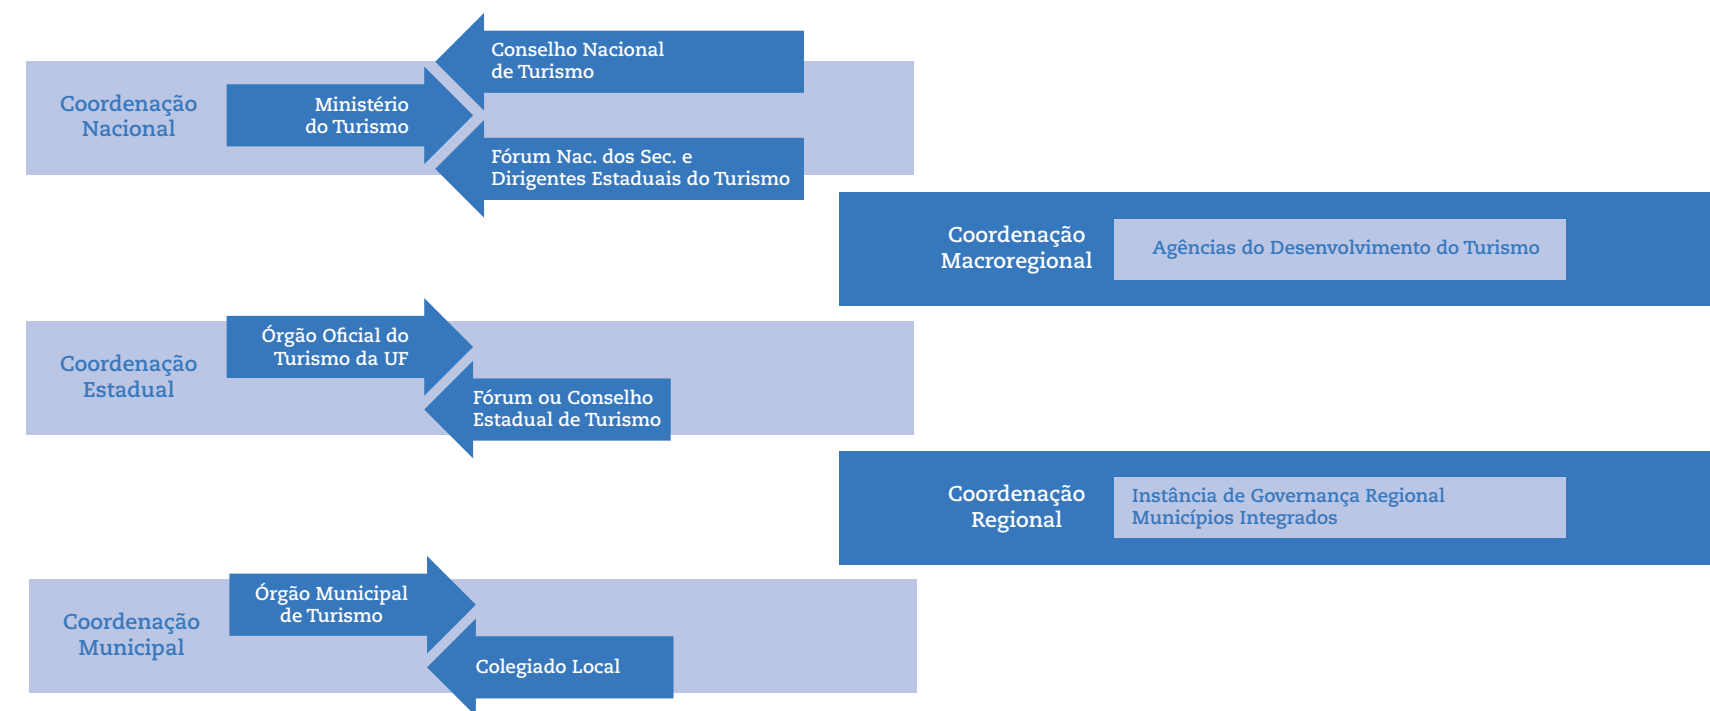 Coordenação
Nacional
Ministério
do Turismo
Conselho Nacional
de Turismo
Fórum Nac. dos Sec. e
Dirigentes Estaduais do Turismo
Coordenação
Macroregional
Agências do Desenvolvimento do Turismo
Coordenação
Estadual
Órgão Oficial do
Turismo da UF
Fórum ou Conselho
Estadual de Turismo
Coordenação
Regional
Instância de Governança Regional
Municípios Integrados
Coordenação
Municipal
Órgão Municipal
de Turismo
Colegiado Local